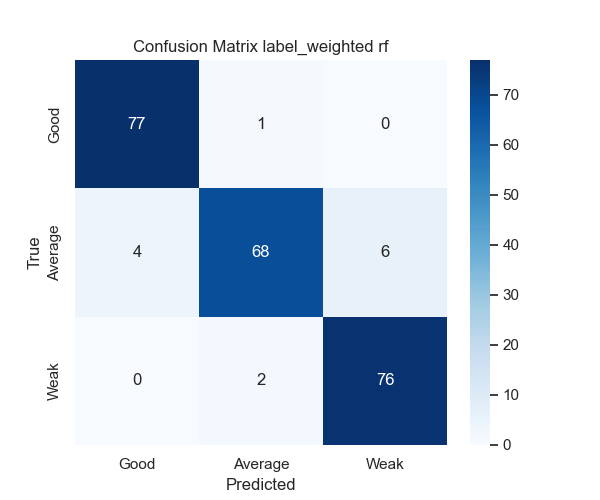 Confusion Matrix label_weighted rf
Good
77
1
0
True
Average
4
68
6
Weak
0
2
76
Good
Average
Weak
Predicted
70
60
50
40
30
20
10
0